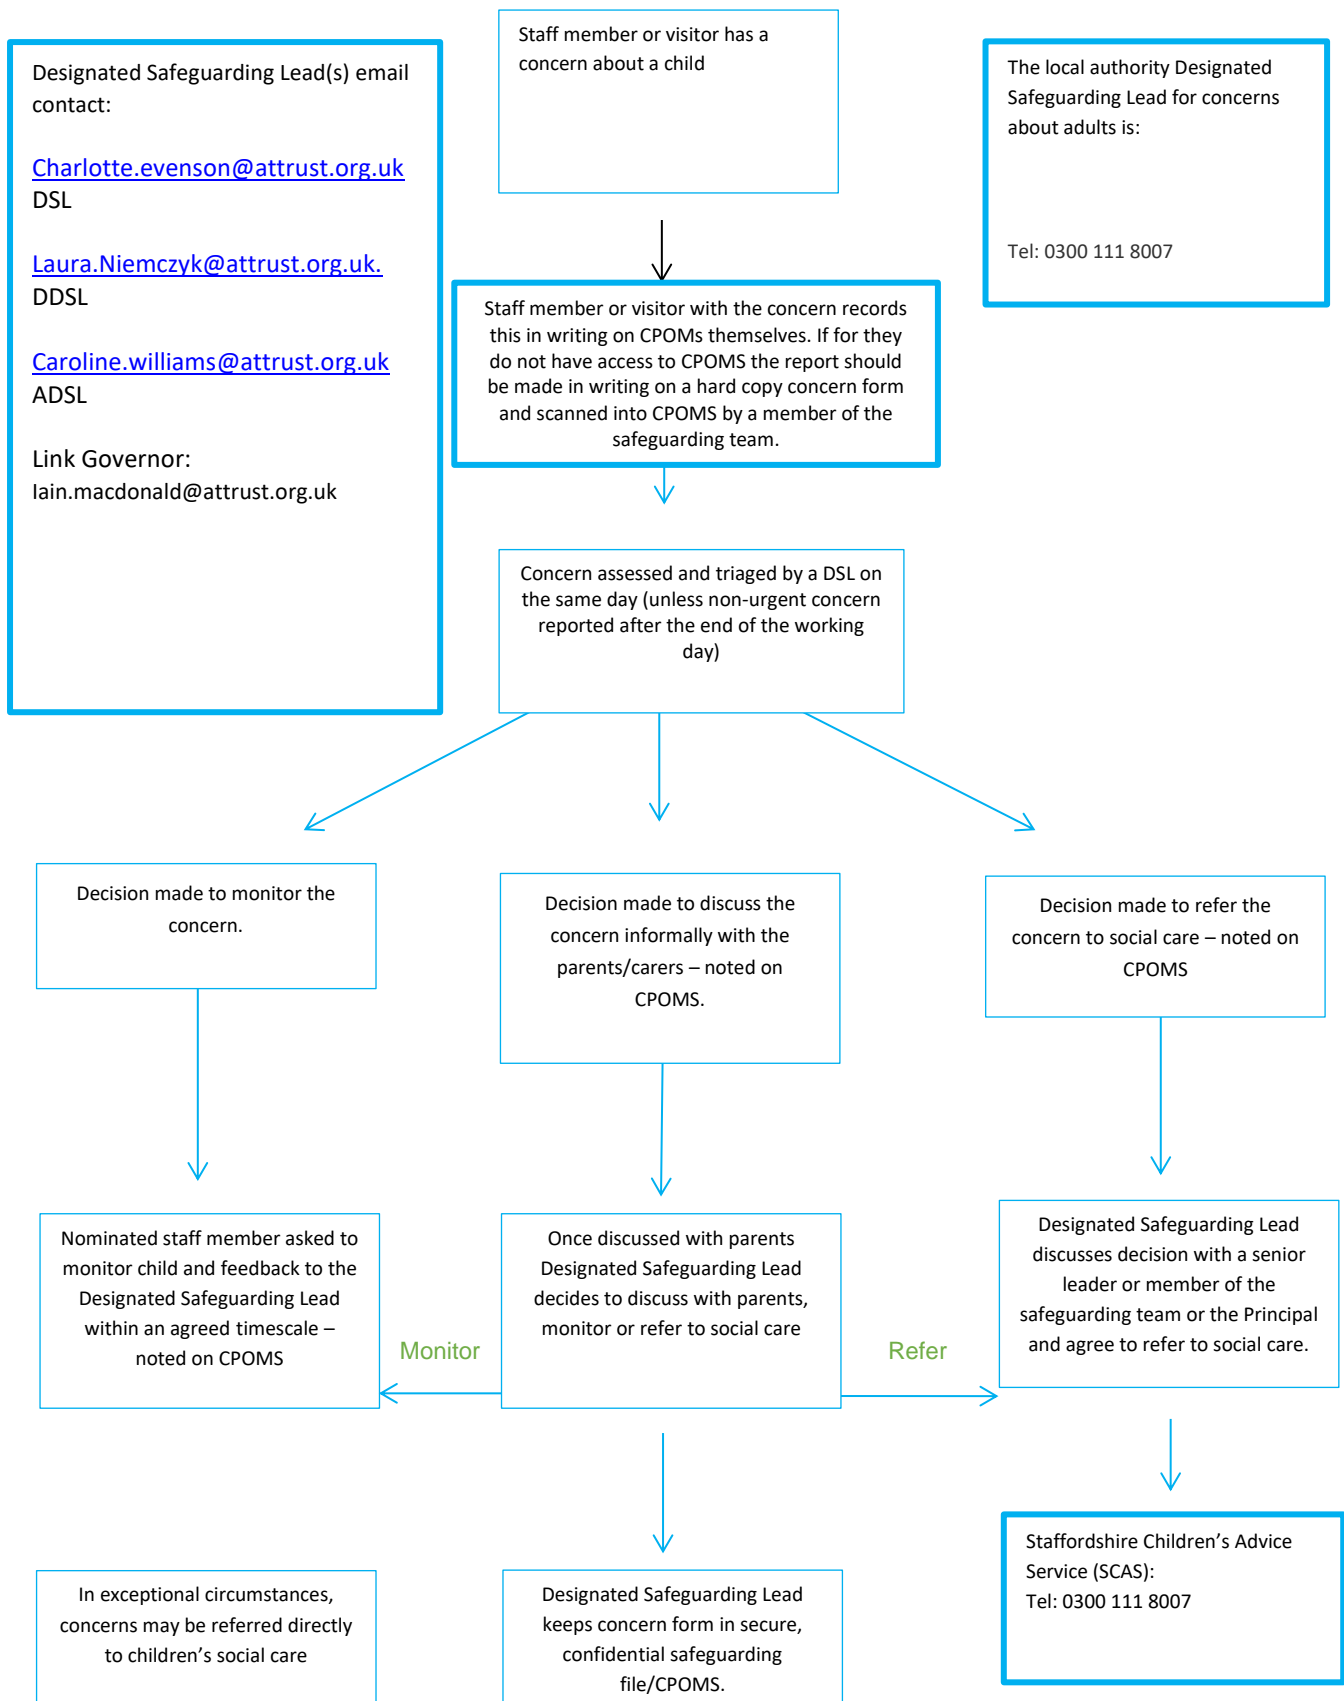 Designated Safeguarding Lead(s) email
contact:
Charlotte.evenson@attrust.org.uk
DSL
Laura.Niemczyk@attrust.org.uk.
DDSL
Caroline.williams@attrust.org.uk
ADSL
Link Governor:
Iain.macdonald@attrust.org.uk
Staff member or visitor has a
concern about a child
The local authority Designated
Safeguarding Lead for concerns
about adults is:
Tel: 0300 111 8007
Staff member or visitor with the concern records
this in writing on CPOMs themselves. If for they
do not have access to CPOMS the report should
be made in writing on a hard copy concern form
and scanned into CPOMS by a member of the
safeguarding team.
Concern assessed and triaged by a DSL on
the same day (unless non-urgent concern
reported after the end of the working
day)
Decision made to monitor the
concern.
Decision made to discuss the
concern informally with the
parents/carers – noted on
CPOMS.
Decision made to refer the
concern to social care – noted on
CPOMS
Nominated staff member asked to
monitor child and feedback to the
Designated Safeguarding Lead
within an agreed timescale –
noted on CPOMS
Monitor
Once discussed with parents
Designated Safeguarding Lead
decides to discuss with parents,
monitor or refer to social care
Refer
Designated Safeguarding Lead
discusses decision with a senior
leader or member of the
safeguarding team or the Principal
and agree to refer to social care.
In exceptional circumstances,
concerns may be referred directly
to children's social care
Designated Safeguarding Lead
keeps concern form in secure,
confidential safeguarding
file/CPOMS.
Staffordshire Children's Advice
Service (SCAS):
Tel: 0300 111 8007